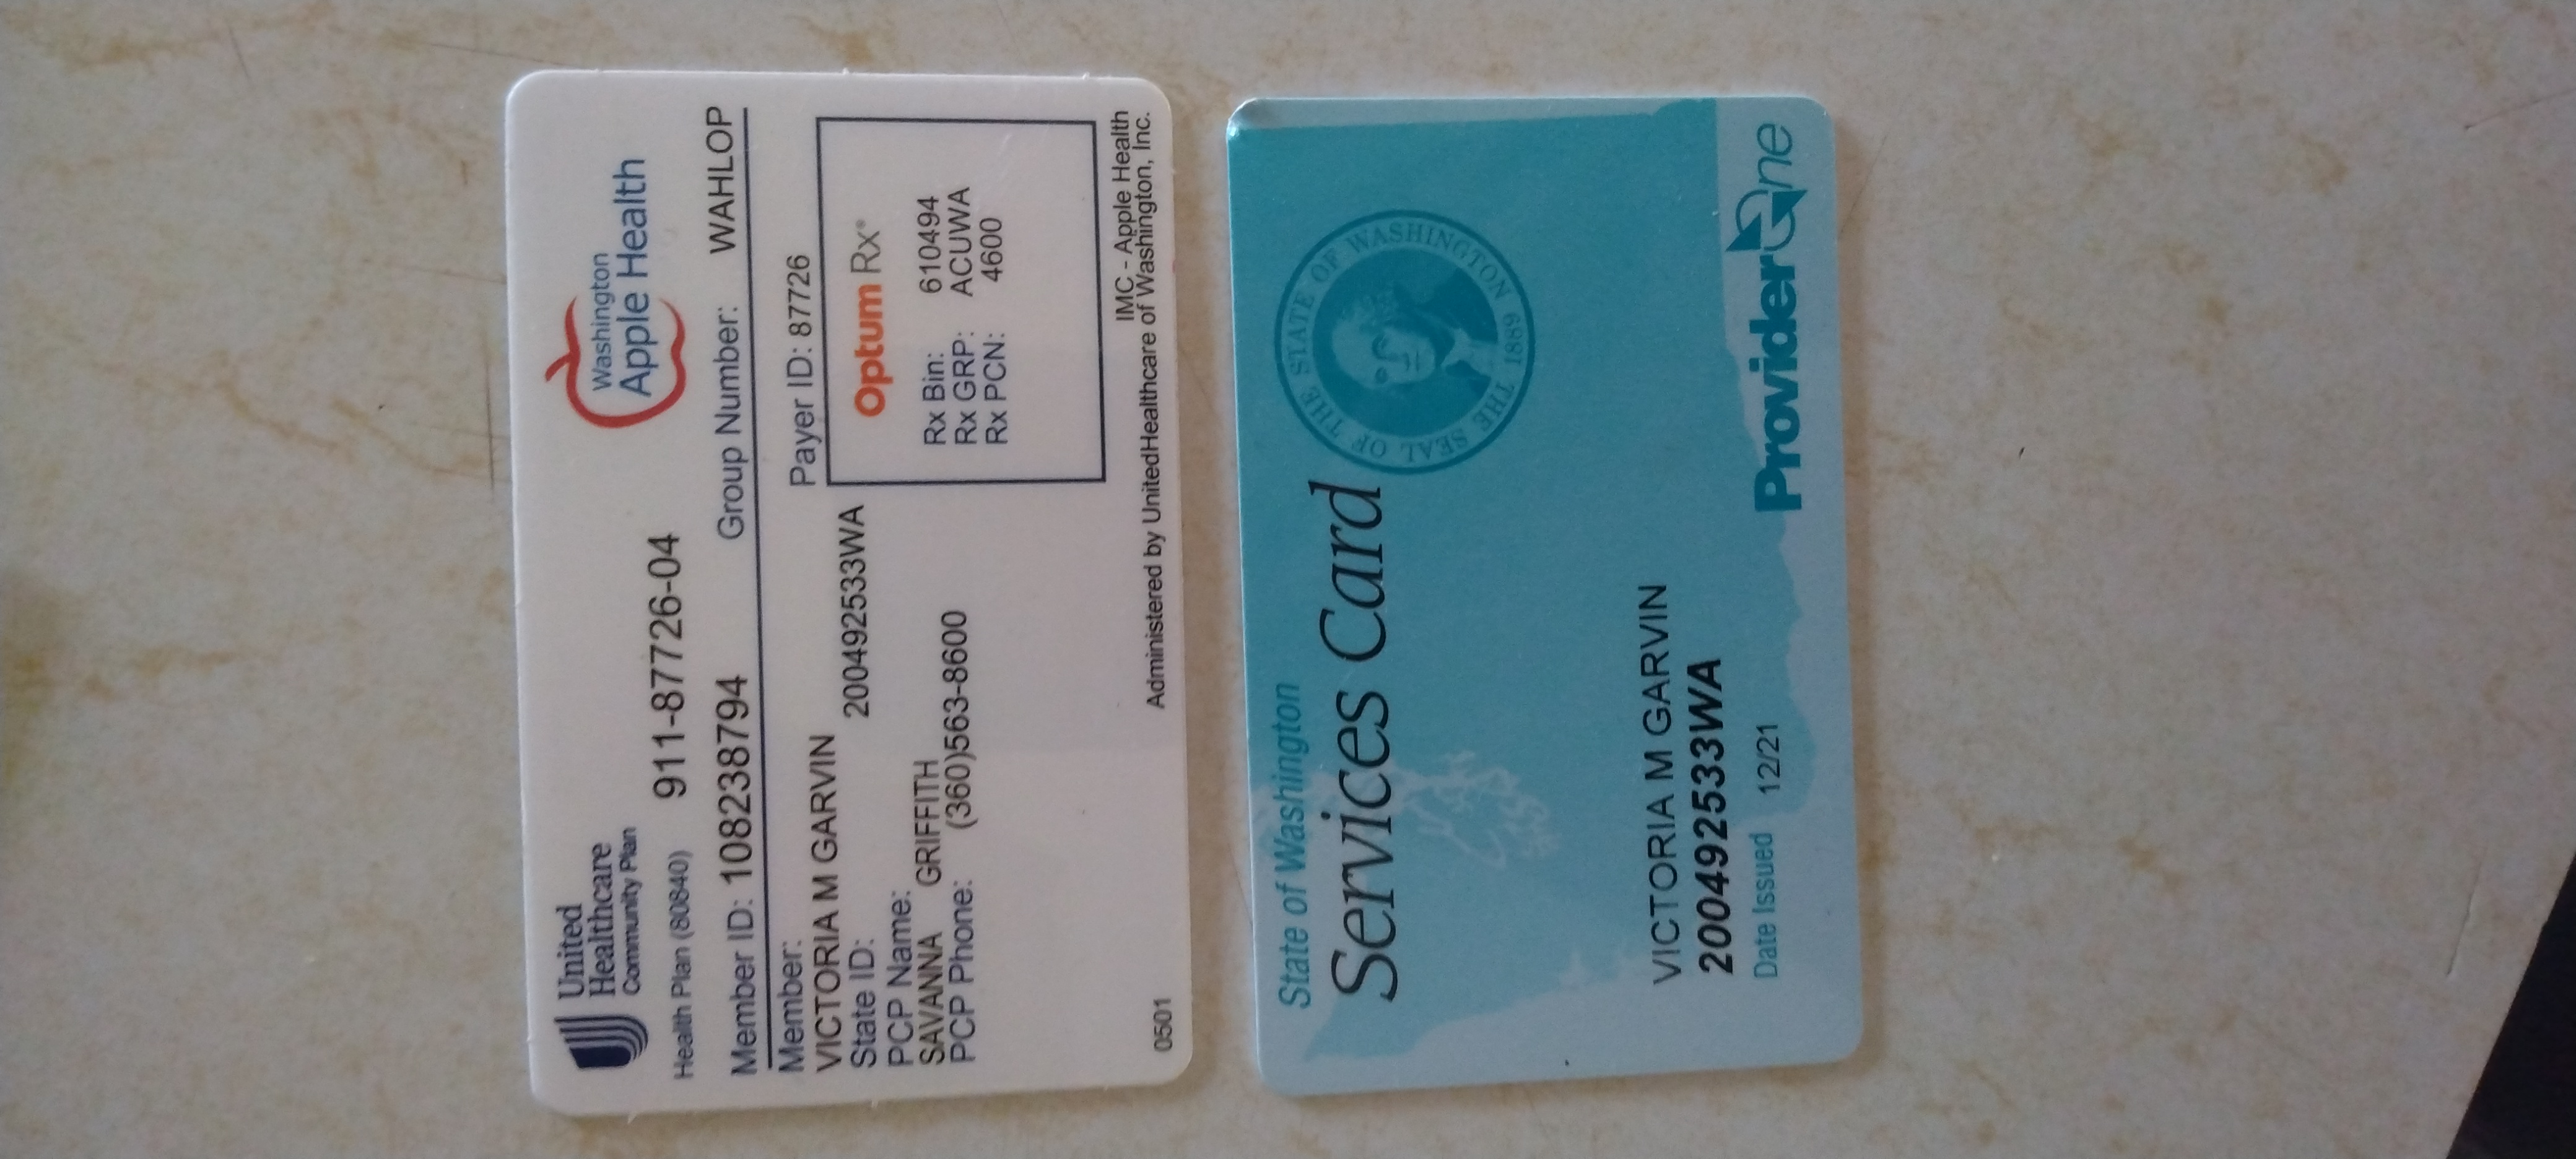 United
Healthcare
Community Plan
Washington
Apple Health
Health Plan (80840) 911-87726-04
Member ID: 108238794 Group Number: WAHLOP
Member:
VICTORIA M GARVIN
Payer ID: 87726
State ID: 200492533WA
PCP Name:
SAVANNA GRIFFITH
PCP Phone: (360)563-8600
Optum Rx®
Rx Bin: 610494
Rx GRP: ACUWA
Rx PCN: 4600
0501
IMC - Apple Health
Administered by UnitedHealthcare of Washington, Inc.
State of Washington
Services Card
THE SEAL OF THE STATE OF WASHINGTON
1889
VICTORIA M GARVIN
200492533WA
Date Issued 12/21
ProviderOne